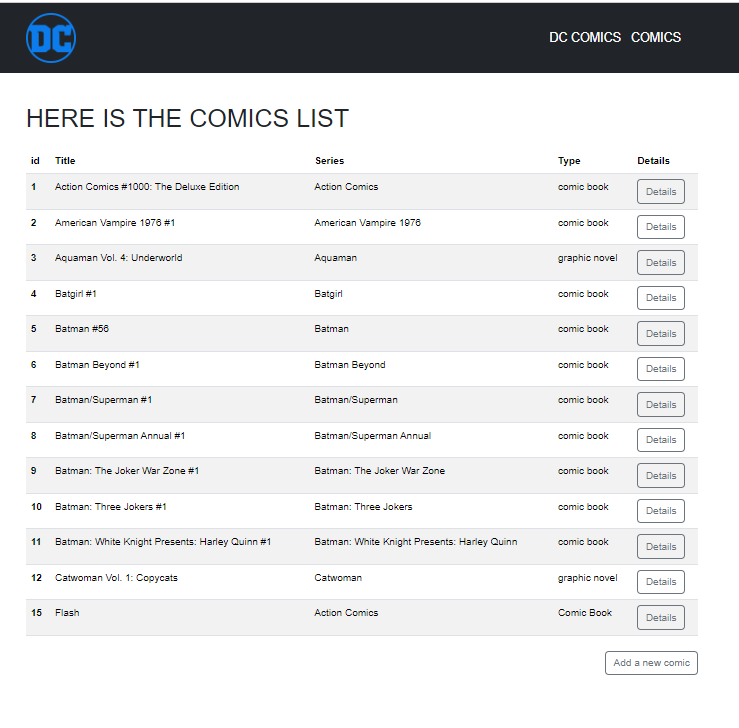 DC
DC COMICS COMICS
HERE IS THE COMICS LIST
id Title Series Type Details
1 Action Comics #1000: The Deluxe Edition Action Comics comic book Details
2 American Vampire 1976 #1 American Vampire 1976 comic book Details
3 Aquaman Vol. 4: Underworld Aquaman graphic novel Details
4 Batgirl #1 Batgirl comic book Details
5 Batman #56 Batman comic book Details
6 Batman Beyond #1 Batman Beyond comic book Details
7 Batman/Superman #1 Batman/Superman comic book Details
8 Batman/Superman Annual #1 Batman/Superman Annual comic book Details
9 Batman: The Joker War Zone #1 Batman: The Joker War Zone comic book Details
10 Batman: Three Jokers #1 Batman: Three Jokers comic book Details
11 Batman: White Knight Presents: Harley Quinn #1 Batman: White Knight Presents: Harley Quinn comic book Details
12 Catwoman Vol. 1: Copycats Catwoman graphic novel Details
15 Flash Action Comics Comic Book Details
Add a new comic